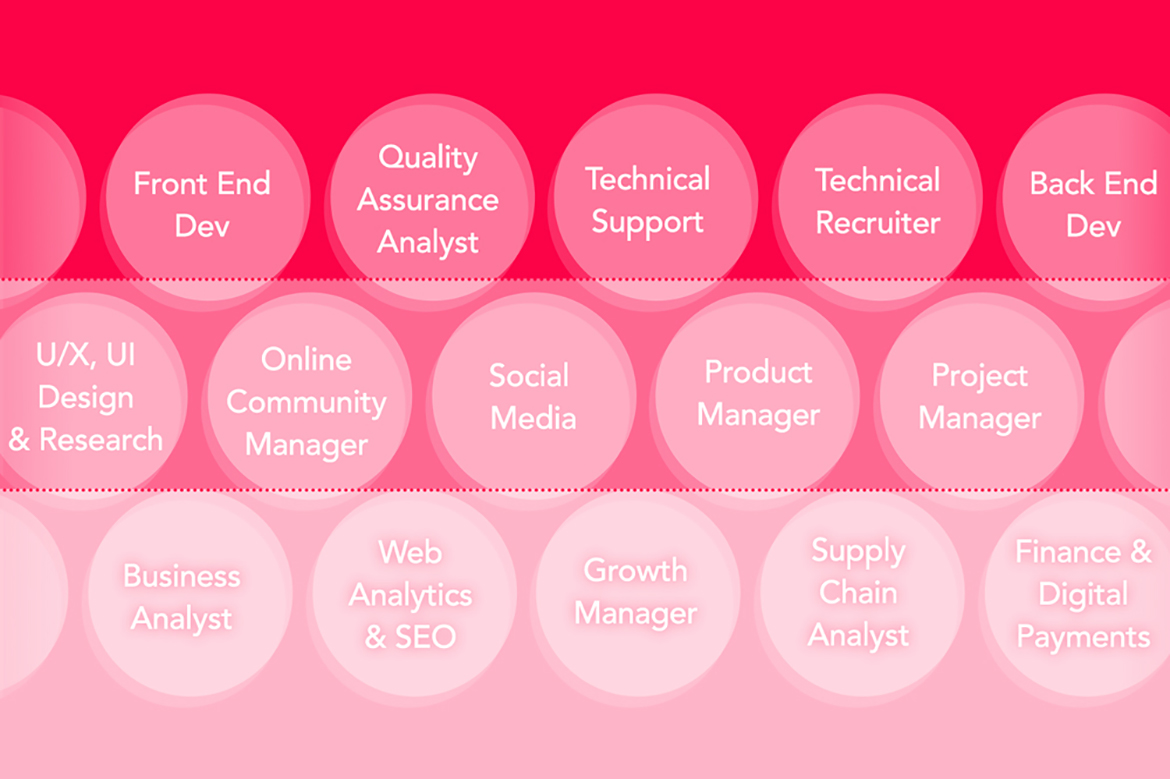 Front End
Dev
Quality
Assurance
Analyst
Technical
Support
Technical
Recruiter
Back End
Dev
U/X, UI
Design
& Research
Online
Community
Manager
Social
Media
Product
Manager
Project
Manager
Business
Analyst
Web
Analytics
& SEO
Growth
Manager
Supply
Chain
Analyst
Finance &
Digital
Payments